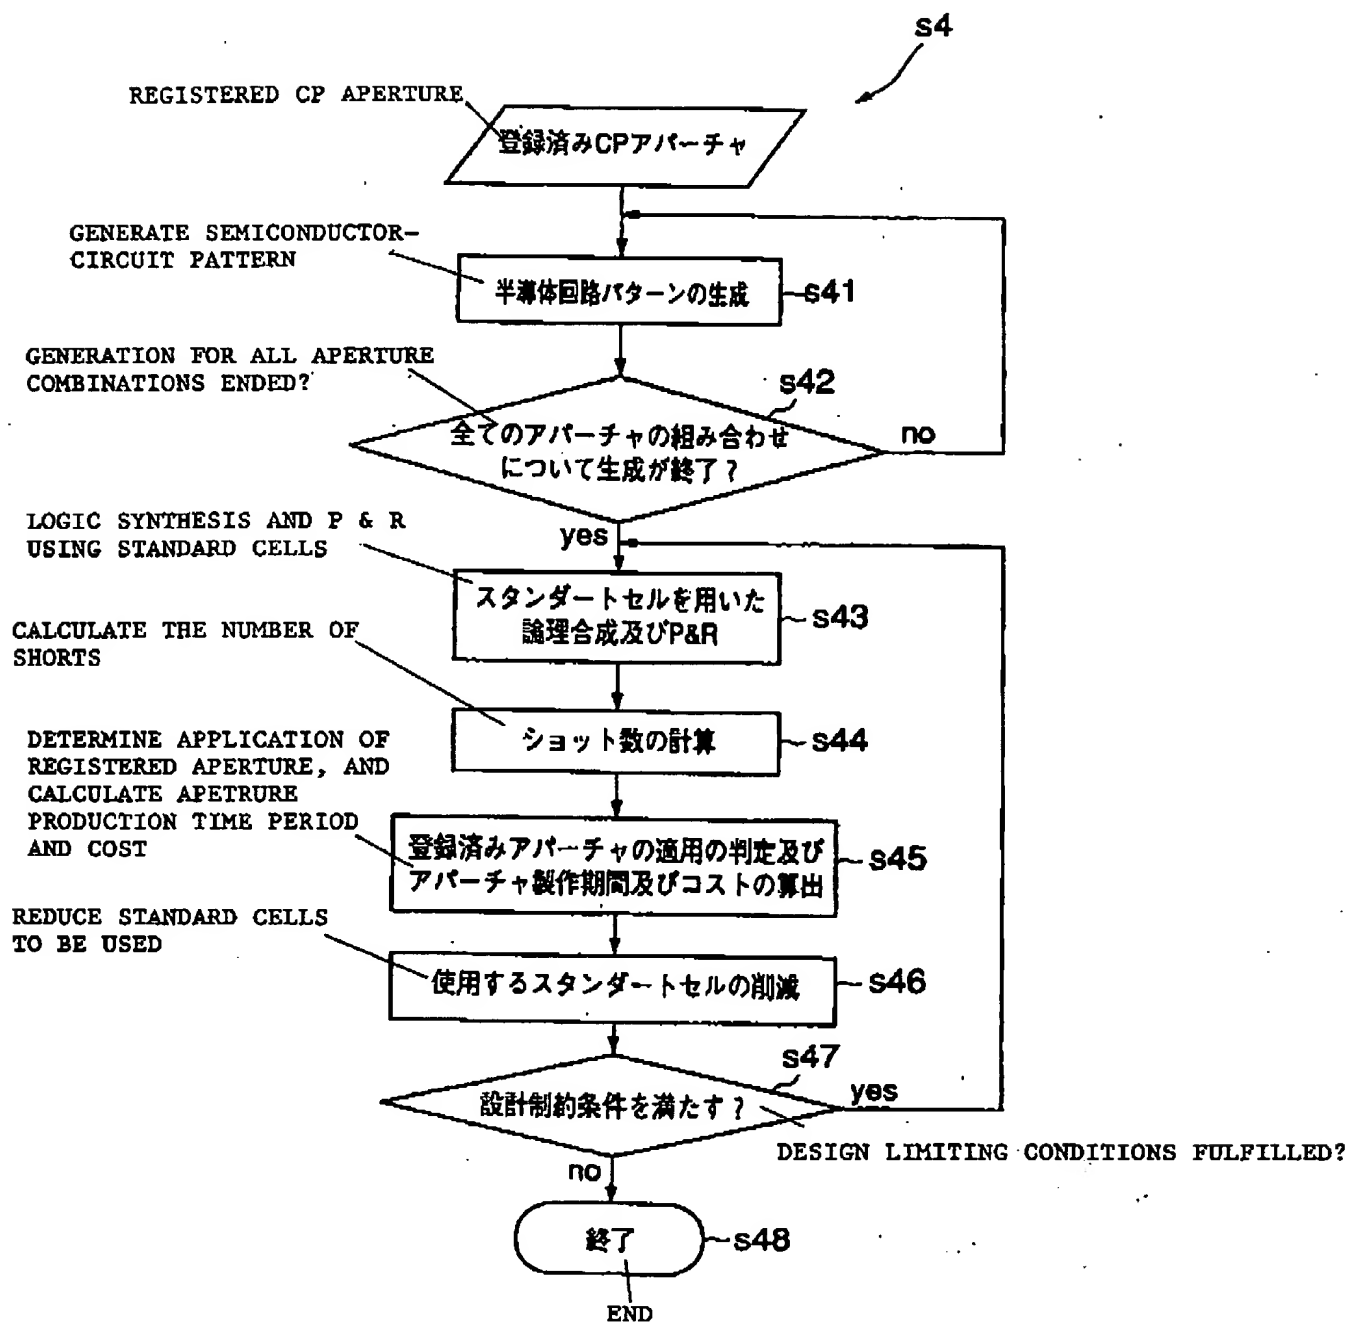 s4
REGISTERED CP APERTURE
登録済みCPアパーチャ
GENERATE SEMICONDUCTOR-
CIRCUIT PATTERN
半導体回路パターンの生成
s41
GENERATION FOR ALL APERTURE
COMBINATIONS ENDED?
s42
全てのアパーチャの組み合わせ
について生成が終了？
no
yes
LOGIC SYNTHESIS AND P & R
USING STANDARD CELLS
スタンダートセルを用いた
論理合成及びP&R
s43
CALCULATE THE NUMBER OF
SHORTS
ショット数の計算
s44
DETERMINE APPLICATION OF
REGISTERED APERTURE, AND
CALCULATE APETRURE
PRODUCTION TIME PERIOD
AND COST
登録済みアパーチャの適用の判定及び
アパーチャ製作期間及びコストの算出
s45
REDUCE STANDARD CELLS
TO BE USED
使用するスタンダートセルの削減
s46
s47
設計制約条件を満たす？
yes
DESIGN LIMITING CONDITIONS FULFILLED?
no
終了
s48
END